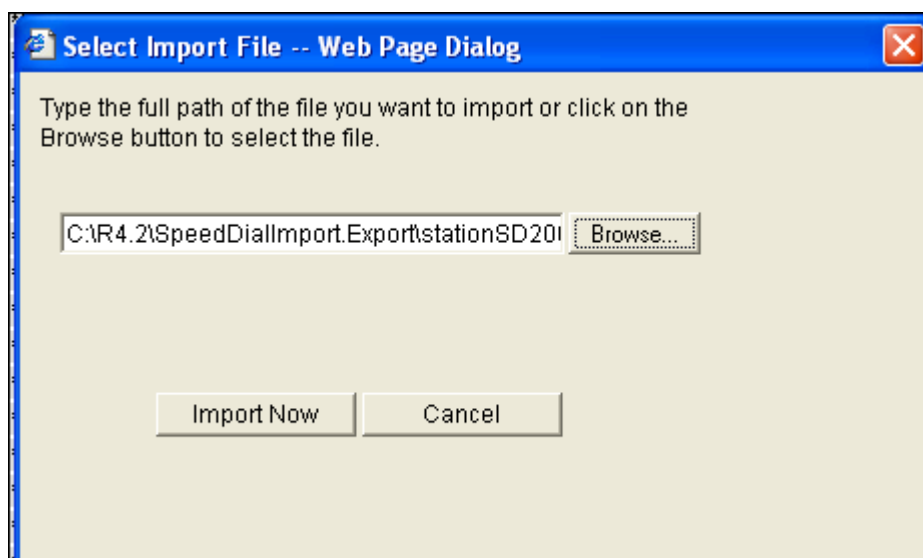 Select Import File -- Web Page Dialog
Type the full path of the file you want to import or click on the
Browse button to select the file.
C:\R4.2\SpeedDialImport.Export\stationSD20 Browse...
Import Now Cancel